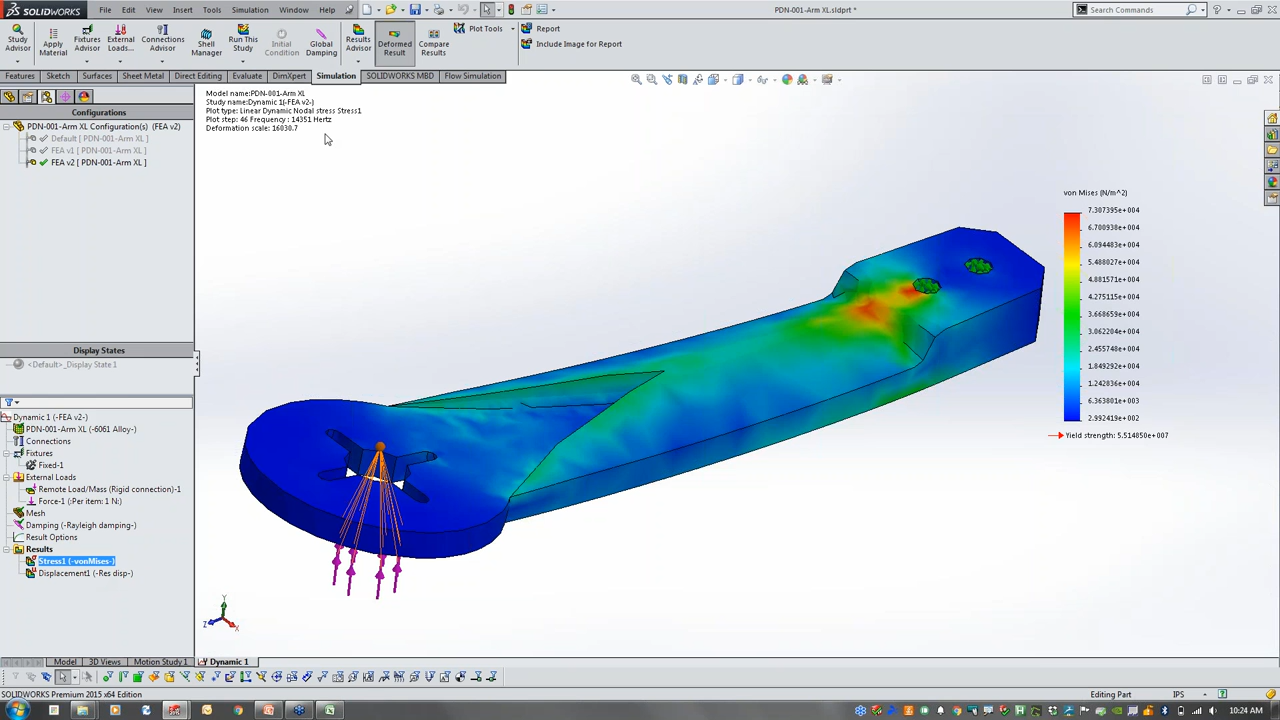 SOLIDWORKS
File Edit View Insert Tools Simulation Window Help
PDN-001-Arm XL.sldprt *
Search Commands
Study Advisor
Apply Material
Fixtures Advisor
External Loads...
Connections Advisor
Shell Manager
Run This Study
Initial Condition
Global Damping
Results Advisor
Deformed Result
Compare Results
Plot Tools
Report
Include Image for Report
Features Sketch Surfaces Sheet Metal Direct Editing Evaluate DimXpert Simulation SOLIDWORKS MBD Flow Simulation
Model name:PDN-001-Arm XL
Study name:Dynamic 1(-FEA v2-)
Plot type: Linear Dynamic Nodal stress Stress1
Plot step: 46 Frequency : 14351 Hertz
Deformation scale: 16030.7
Configurations
PDN-001-Arm XL Configuration(s) (FEA v2)
Default [ PDN-001-Arm XL ]
FEA v1 [ PDN-001-Arm XL ]
FEA v2 [ PDN-001-Arm XL ]
Display States
<Default>_Display State 1
Dynamic 1 (-FEA v2-)
PDN-001-Arm XL (-6061 Alloy-)
Connections
Fixtures
Fixed-1
External Loads
Remote Load/Mass (Rigid connection)-1
Force-1 (:Per item: 1 N:)
Mesh
Damping (-Rayleigh damping-)
Result Options
Results
Stress1 (-vonMises-)
Displacement1 (-Res disp-)
von Mises (N/m^2)
7.307395e+004
6.700938e+004
6.094483e+004
5.488027e+004
4.881571e+004
4.275115e+004
3.668659e+004
3.062204e+004
2.455749e+004
1.849292e+004
1.242836e+004
6.363803e+003
2.992419e+002
Yield strength: 5.514850e+007
Y
Z
X
Model 3D Views Motion Study 1 Dynamic 1
SOLIDWORKS Premium 2015 x64 Edition
Editing Part
IPS
10:24 AM